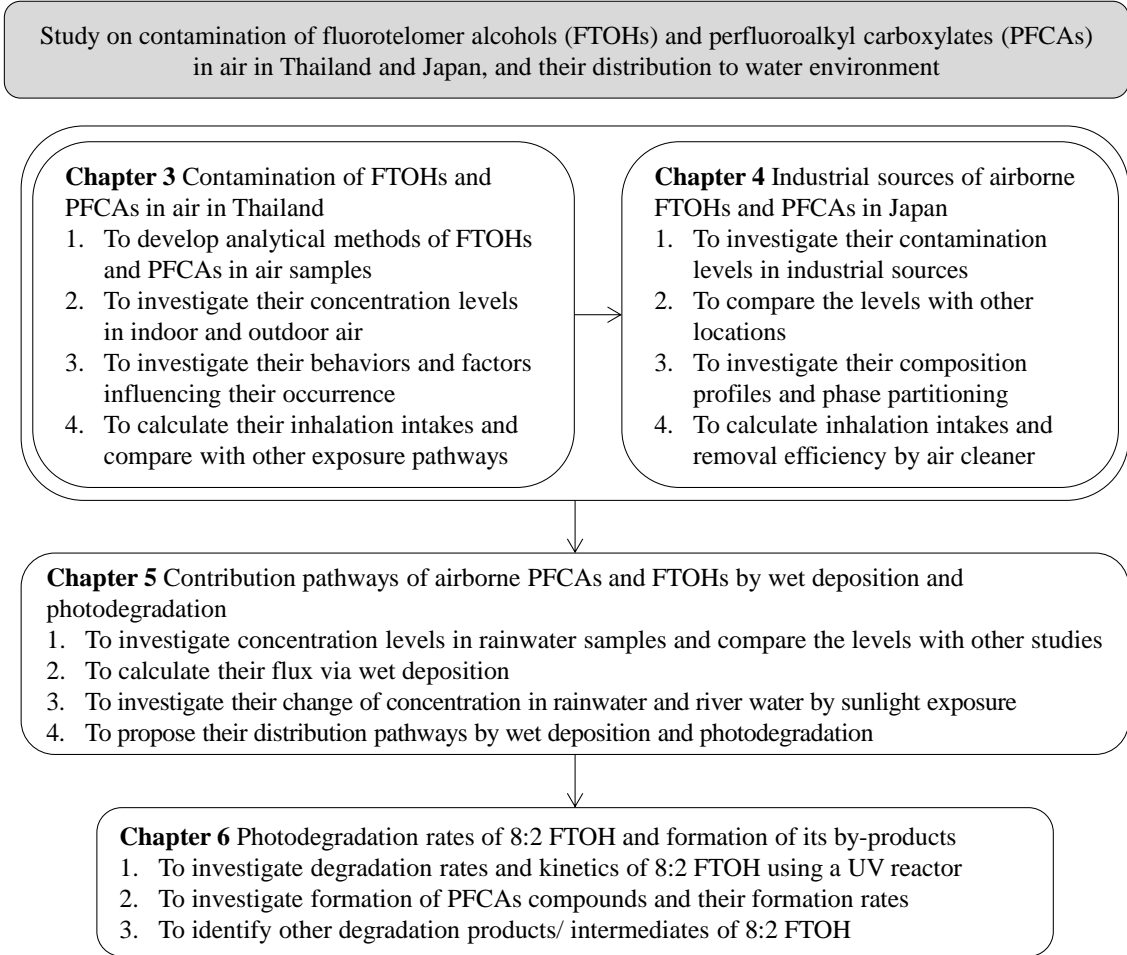 Study on contamination of fluorotelomer alcohols (FTOHs) and perfluoroalkyl carboxylates (PFCAs)
in air in Thailand and Japan, and their distribution to water environment
Chapter 3 Contamination of FTOHs and
PFCAs in air in Thailand
1. To develop analytical methods of FTOHs
and PFCAs in air samples
2. To investigate their concentration levels
in indoor and outdoor air
3. To investigate their behaviors and factors
influencing their occurrence
4. To calculate their inhalation intakes and
compare with other exposure pathways
Chapter 4 Industrial sources of airborne
FTOHs and PFCAs in Japan
1. To investigate their contamination
levels in industrial sources
2. To compare the levels with other
locations
3. To investigate their composition
profiles and phase partitioning
4. To calculate inhalation intakes and
removal efficiency by air cleaner
Chapter 5 Contribution pathways of airborne PFCAs and FTOHs by wet deposition and
photodegradation
1. To investigate concentration levels in rainwater samples and compare the levels with other studies
2. To calculate their flux via wet deposition
3. To investigate their change of concentration in rainwater and river water by sunlight exposure
4. To propose their distribution pathways by wet deposition and photodegradation
Chapter 6 Photodegradation rates of 8:2 FTOH and formation of its by-products
1. To investigate degradation rates and kinetics of 8:2 FTOH using a UV reactor
2. To investigate formation of PFCAs compounds and their formation rates
3. To identify other degradation products/ intermediates of 8:2 FTOH